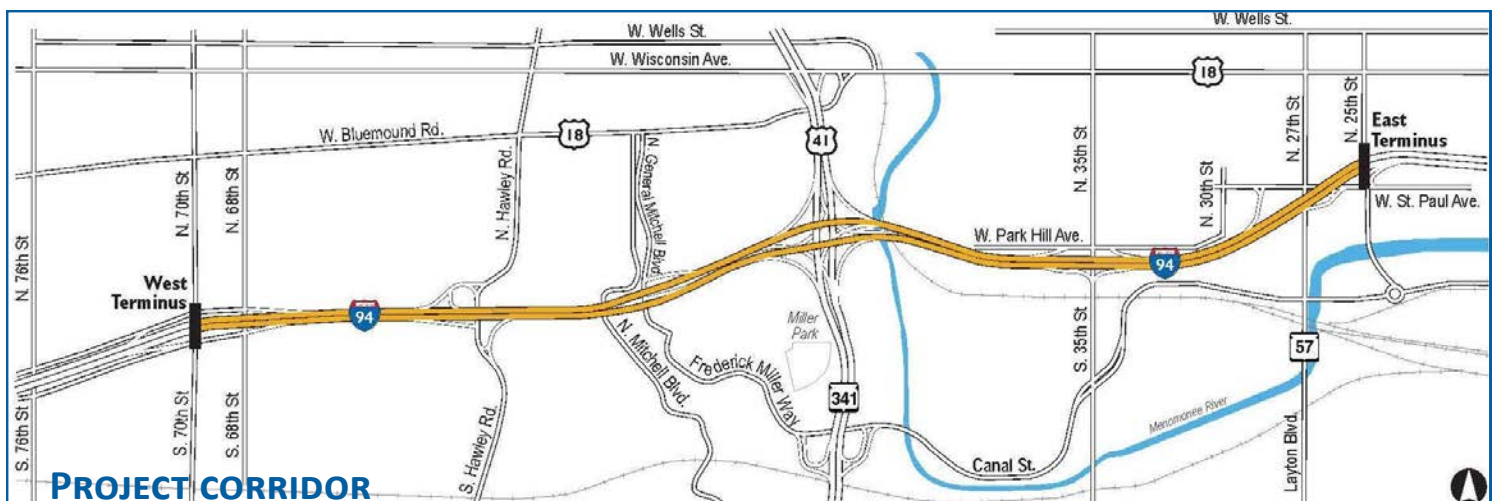 W. Wells St.
W. Wells St.
W. Wisconsin Ave.
18
W. Bluemound Rd.
18
41
N. 76th St
N. 70th St
N. 68th St
N. Hawley Rd.
N. General Mitchell Blvd
N. 35th St
N. 30th St
N. 27th St
N. 25th St
East
Terminus
W. St. Paul Ave.
W. Park Hill Ave.
94
West
Terminus
94
Miller
Park
N. Mitchell Blvd.
Frederick Miller Way
341
S. 35th St
57
Menomonee River
Canal St.
Layton Blvd.
S. 76th St
S. 70th St
S. 68th St
S. Hawley Rd.
PROJECT CORRIDOR